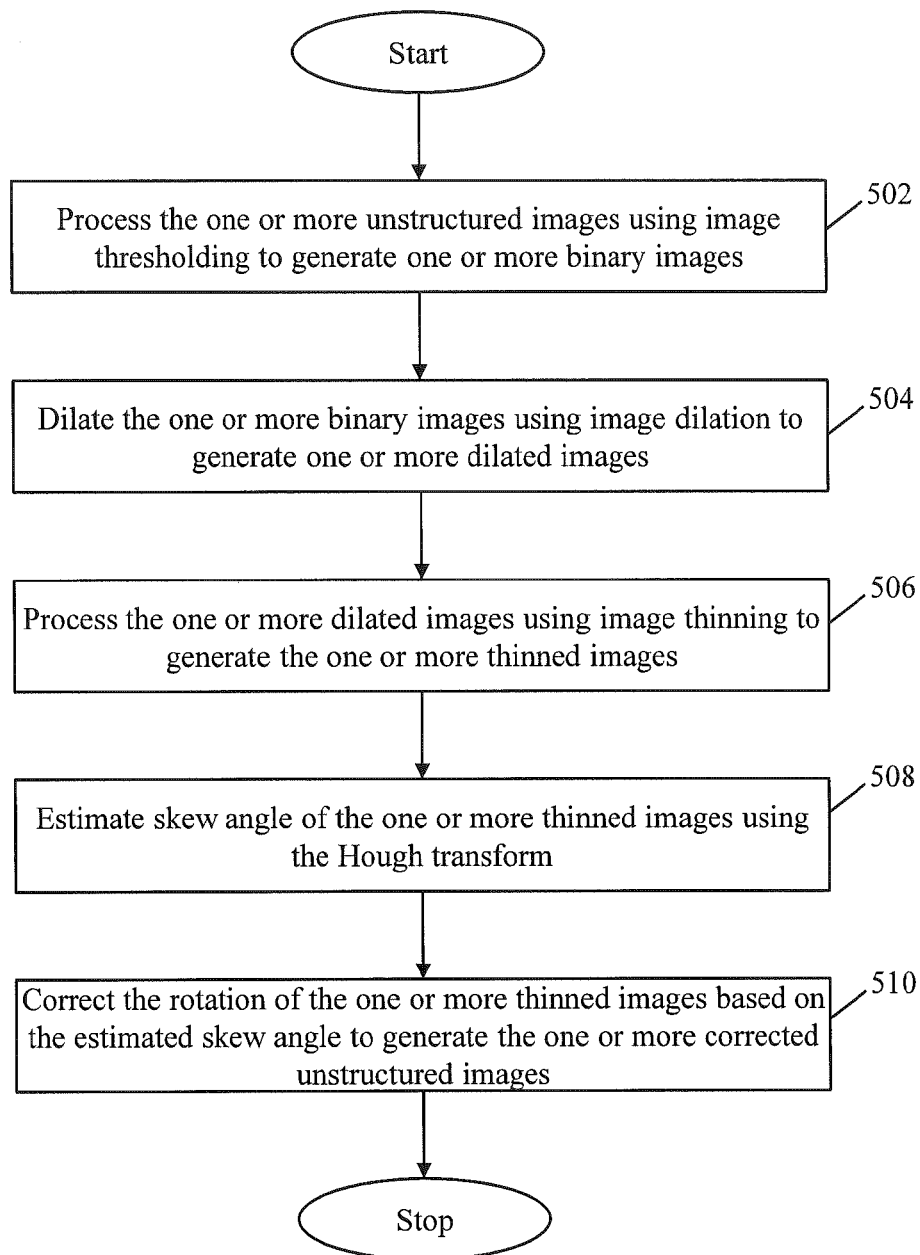 Start
Process the one or more unstructured images using image
thresholding to generate one or more binary images
502
Dilate the one or more binary images using image dilation to
generate one or more dilated images
504
Process the one or more dilated images using image thinning to
generate the one or more thinned images
506
Estimate skew angle of the one or more thinned images using
the Hough transform
508
Correct the rotation of the one or more thinned images based on
the estimated skew angle to generate the one or more corrected
unstructured images
510
Stop